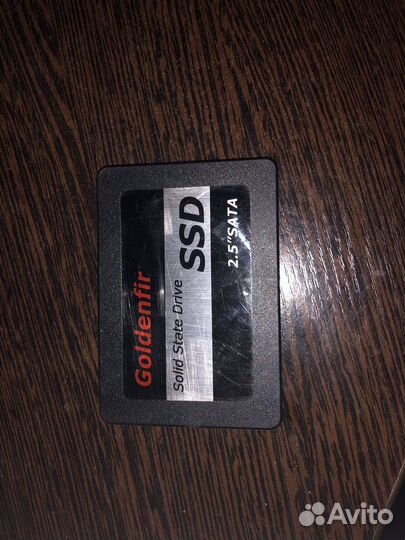 Goldenfir
Solid State Drive
SSD
2.5"SATA
Avito